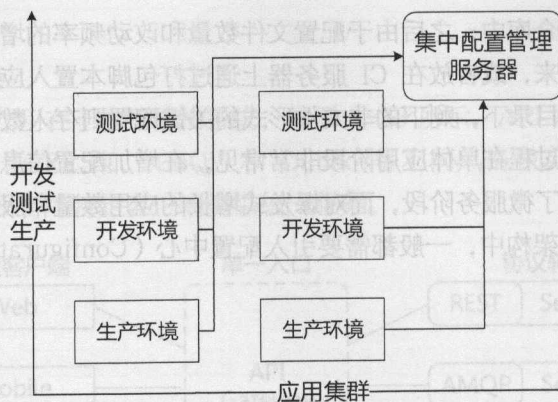 集中配置管理
服务器
测试环境
测试环境
开发
测试
生产
开发环境
开发环境
生产环境
生产环境
应用集群